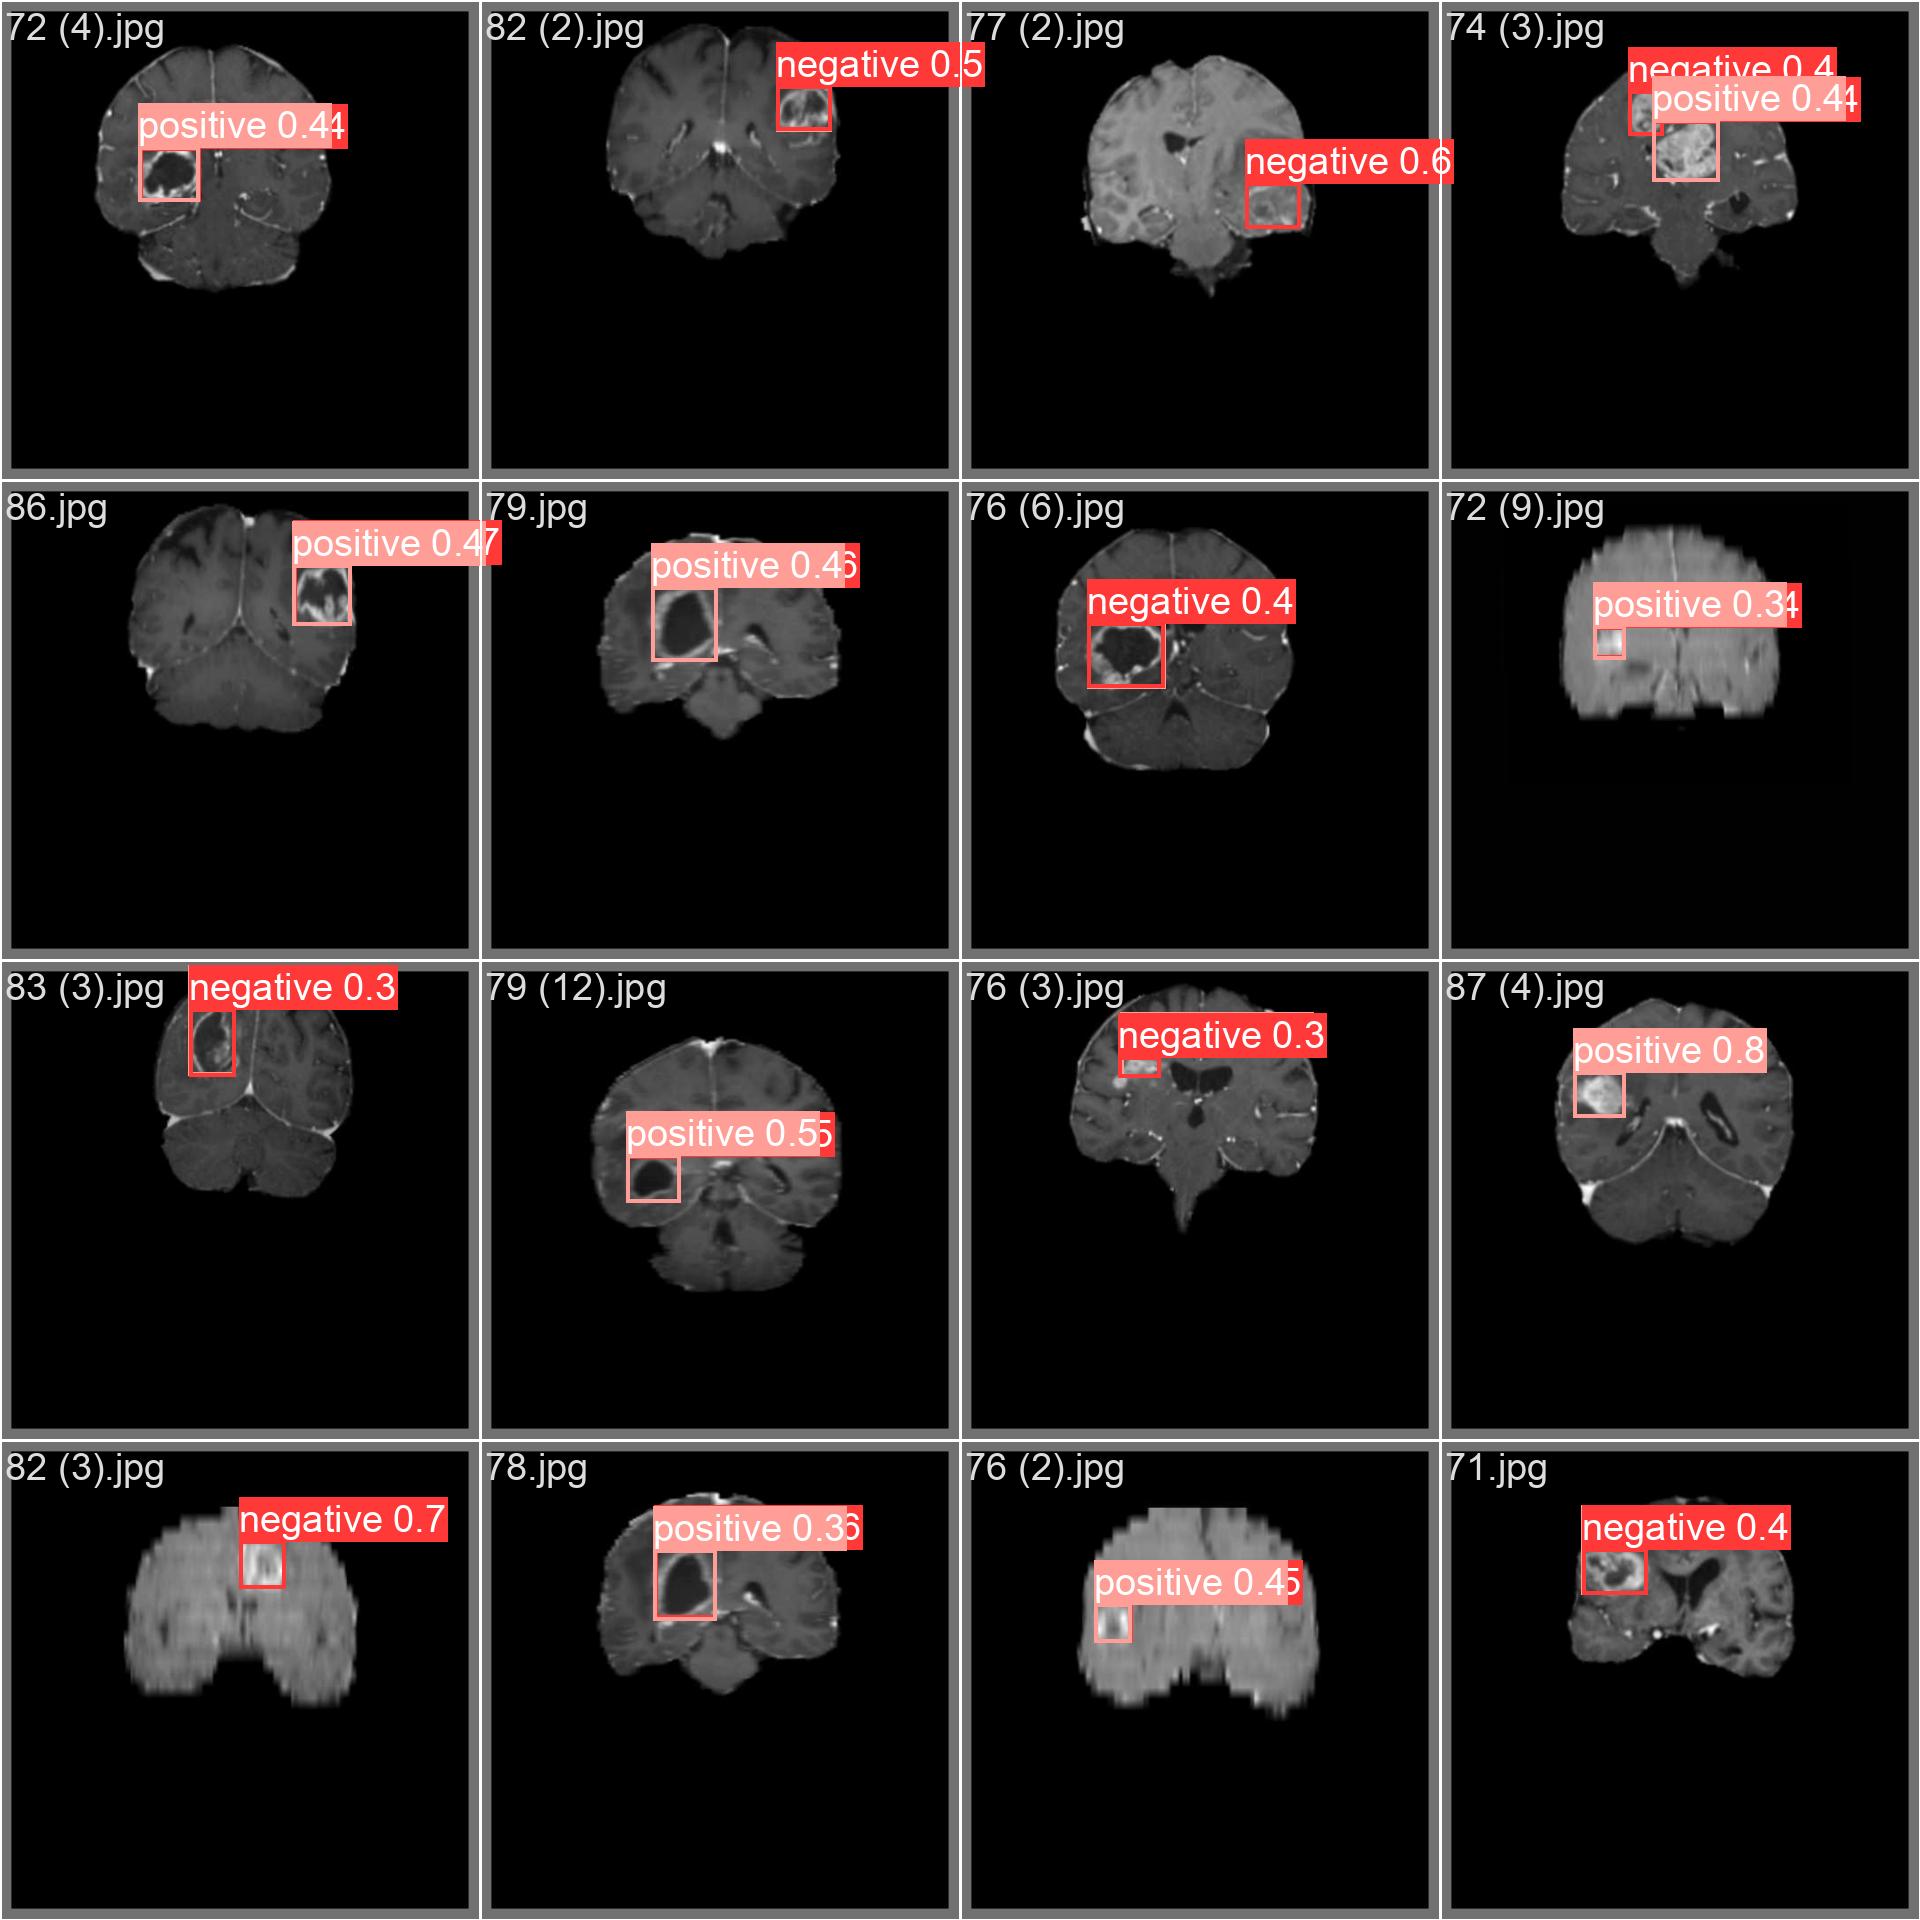 72 (4).jpg
positive 0.44
82 (2).jpg
negative 0.5
77 (2).jpg
negative 0.6
74 (3).jpg
negative 0.4
positive 0.44
86.jpg
positive 0.47
79.jpg
positive 0.46
76 (6).jpg
negative 0.4
72 (9).jpg
positive 0.34
83 (3).jpg
negative 0.3
79 (12).jpg
positive 0.55
76 (3).jpg
negative 0.3
87 (4).jpg
positive 0.8
82 (3).jpg
negative 0.7
78.jpg
positive 0.36
76 (2).jpg
positive 0.45
71.jpg
negative 0.4